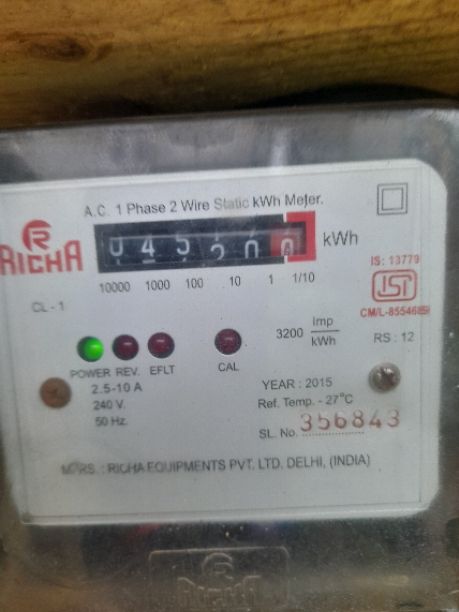 A.C. 1 Phase 2 Wire Static kWh Meter.
R
RICHA
kWh
10000 1000 100 10 1 1/10
IS: 13779
ISI
CL - 1
3200 Imp/kWh
RS : 12
POWER REV. EFLT CAL
2.5-10 A
240 V.
50 Hz.
YEAR : 2015
Ref. Temp. - 27°C
SL. No. 356843
MFRS. : RICHA EQUIPMENTS PVT. LTD. DELHI, (INDIA)
R
RICHA